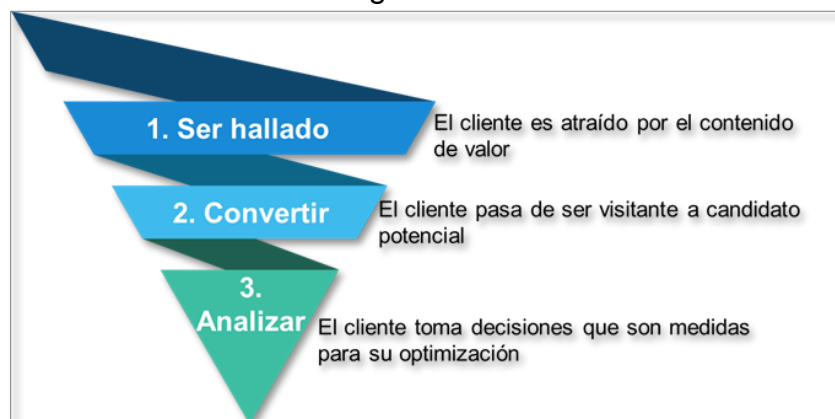 1. Ser hallado
El cliente es atraído por el contenido
de valor
2. Convertir
El cliente pasa de ser visitante a candidato
potencial
3.
Analizar
El cliente toma decisiones que son medidas
para su optimización